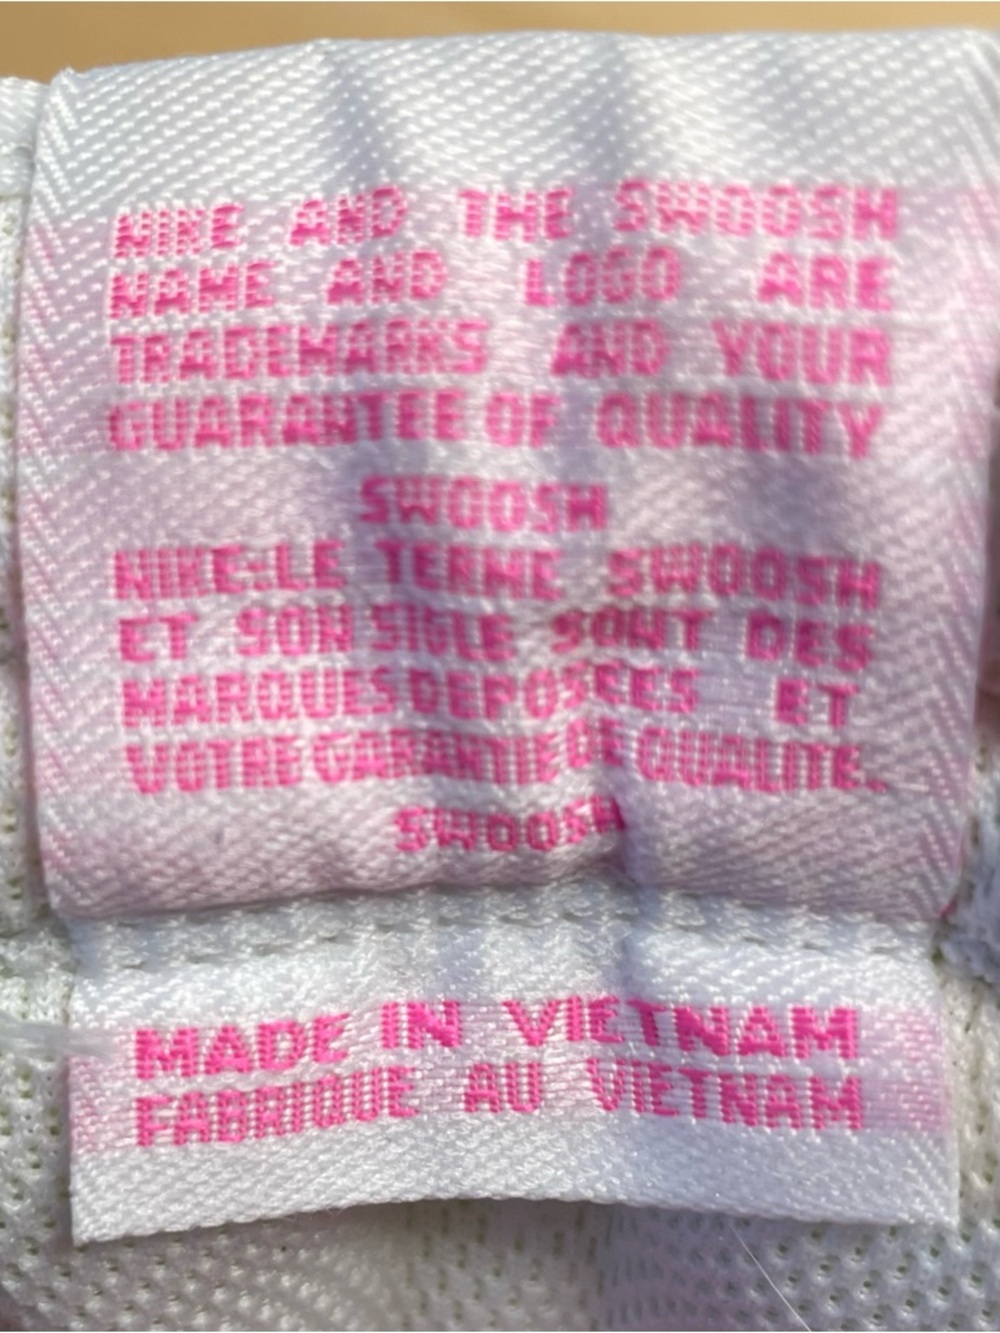 NIKE AND THE SWOOSH
NAME AND LOGO ARE
TRADEMARKS AND YOUR
GUARANTEE OF QUALITY
SWOOSH
NIKE-LE TERME SWOOSH
ET SON SIGLE SONT DES
MARQUES DEPOSEES ET
VOTRE GARANTIE DE QUALITE.
SWOOSH
MADE IN VIETNAM
FABRIQUE AU VIETNAM